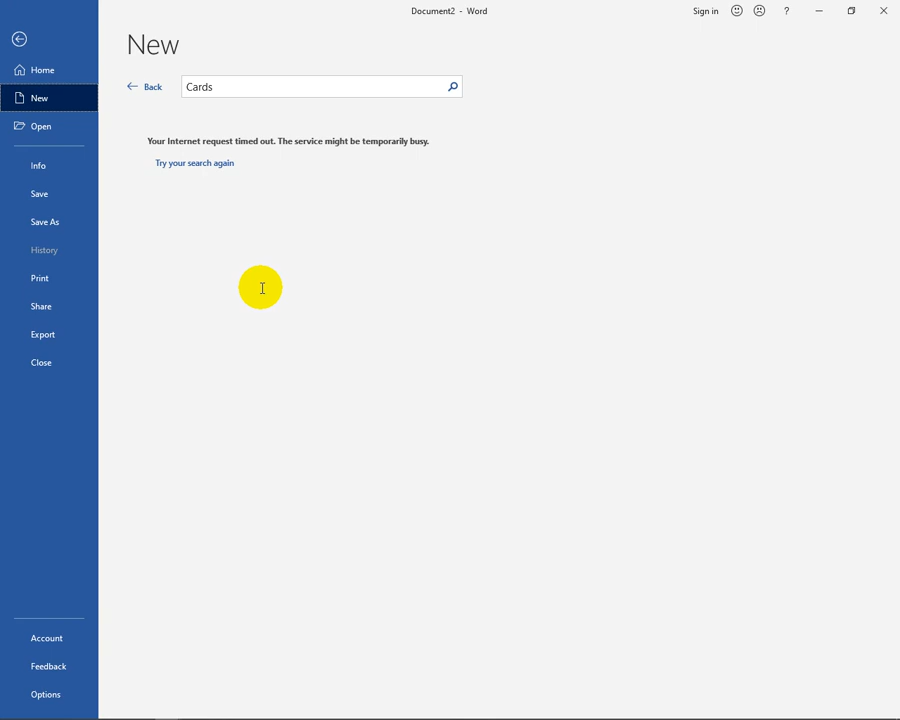 Document2 - Word
Sign in
?
New
Back
Cards
Your Internet request timed out. The service might be temporarily busy.
Try your search again
Home
New
Open
Info
Save
Save As
History
Print
Share
Export
Close
Account
Feedback
Options